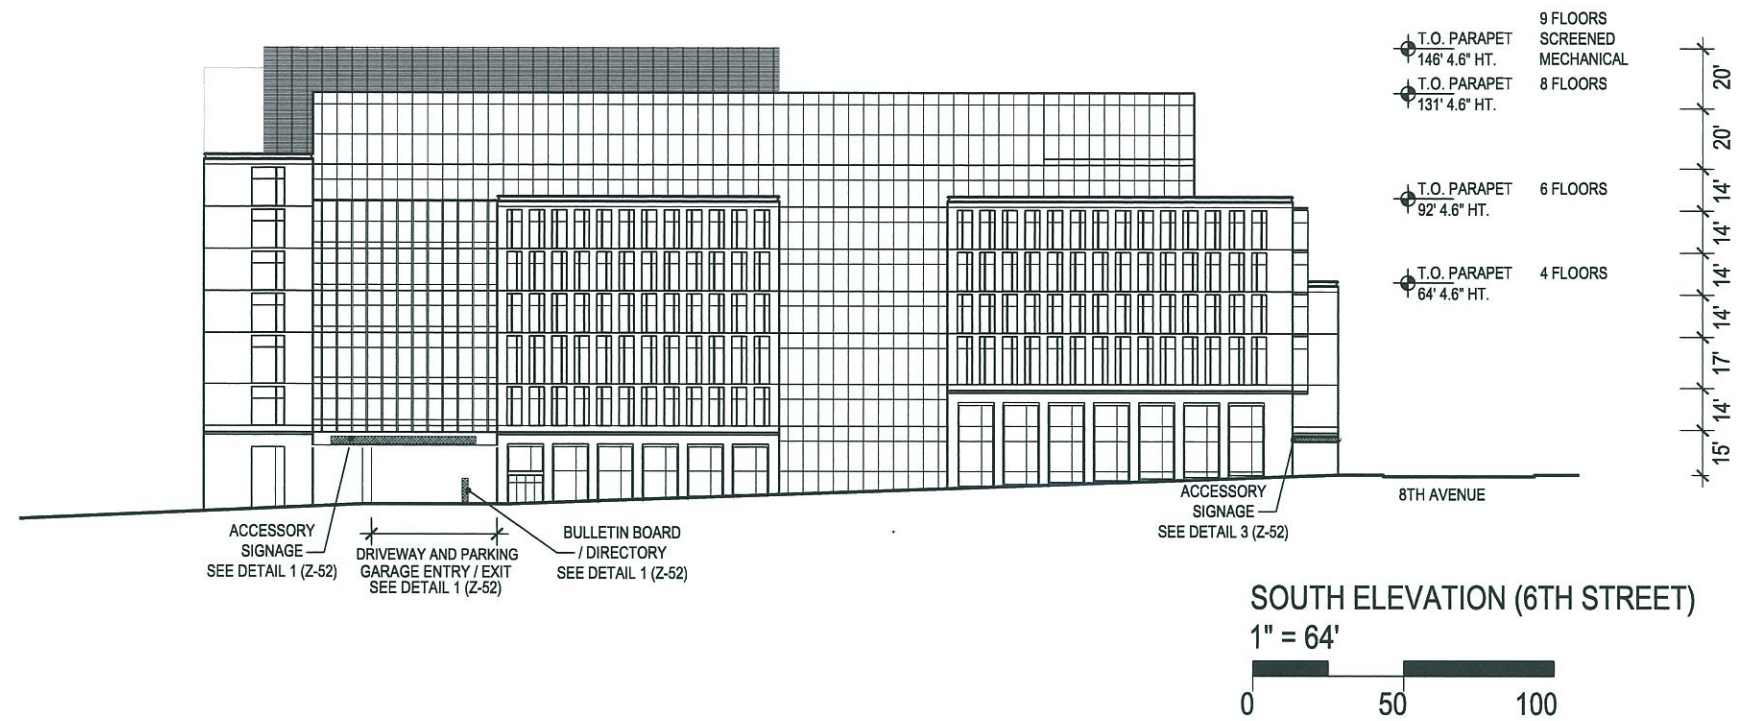 9 FLOORS
T.O. PARAPET SCREENED
146' 4.6" HT. MECHANICAL
T.O. PARAPET 8 FLOORS
131' 4.6" HT.
20'
20'
T.O. PARAPET 6 FLOORS
92' 4.6" HT.
14'
14'
T.O. PARAPET 4 FLOORS
64' 4.6" HT.
14'
14'
17'
14'
15'
8TH AVENUE
ACCESSORY
SIGNAGE
SEE DETAIL 3 (Z-52)
ACCESSORY
SIGNAGE
SEE DETAIL 1 (Z-52)
DRIVEWAY AND PARKING
GARAGE ENTRY / EXIT
SEE DETAIL 1 (Z-52)
BULLETIN BOARD
/ DIRECTORY
SEE DETAIL 1 (Z-52)
SOUTH ELEVATION (6TH STREET)
1" = 64'
0 50 100